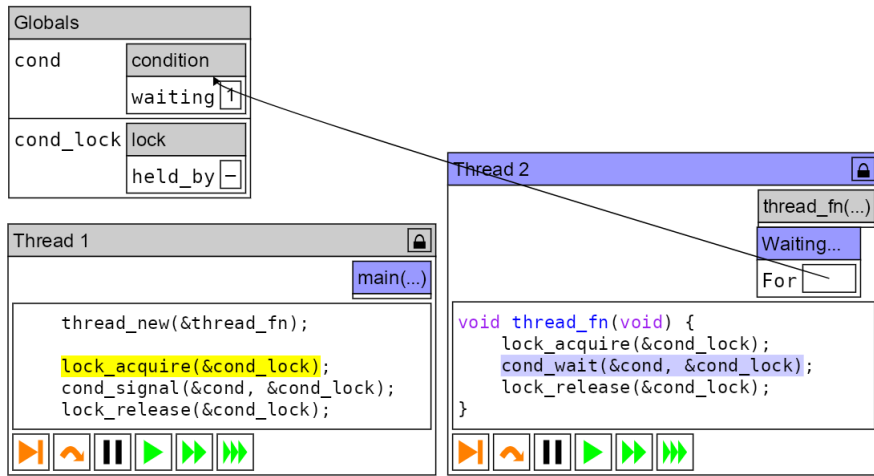 Globals
cond
condition
waiting 1
cond_lock
lock
held_by –
Thread 1
main(...)
thread_new(&thread_fn);
lock_acquire(&cond_lock);
cond_signal(&cond, &cond_lock);
lock_release(&cond_lock);
Thread 2
thread_fn(...)
Waiting...
For
void thread_fn(void) {
lock_acquire(&cond_lock);
cond_wait(&cond, &cond_lock);
lock_release(&cond_lock);
}